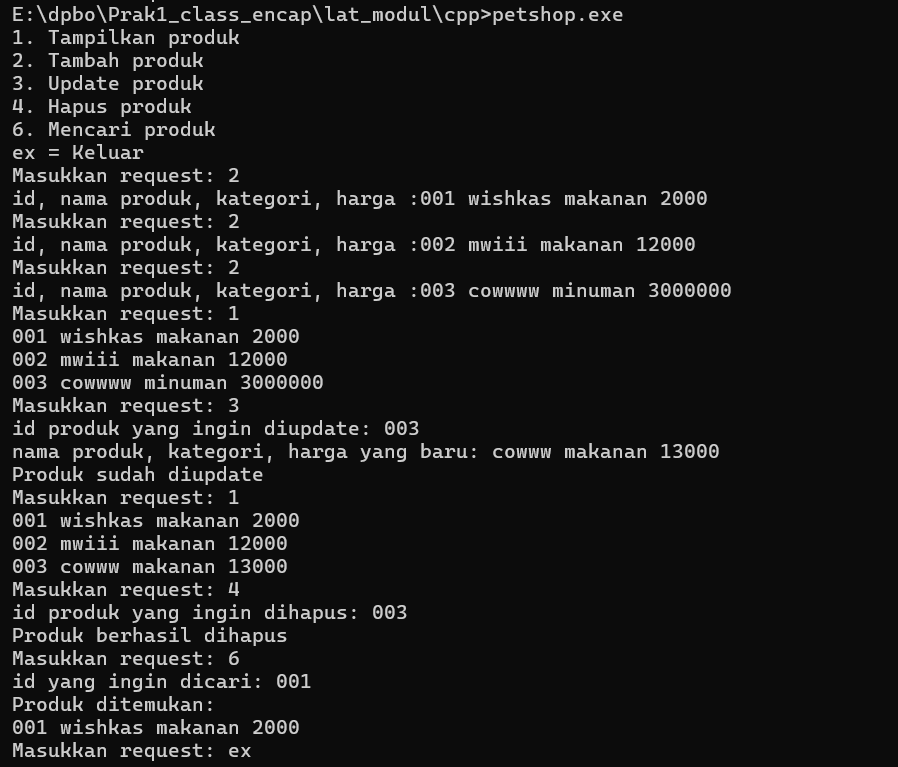 E:\dpbo\Prak1_class_encap\lat_modul\cpp>petshop.exe
1. Tampilkan produk
2. Tambah produk
3. Update produk
4. Hapus produk
6. Mencari produk
ex = Keluar
Masukkan request: 2
id, nama produk, kategori, harga :001 wishkas makanan 2000
Masukkan request: 2
id, nama produk, kategori, harga :002 mwiii makanan 12000
Masukkan request: 2
id, nama produk, kategori, harga :003 cowwww minuman 3000000
Masukkan request: 1
001 wishkas makanan 2000
002 mwiii makanan 12000
003 cowwww minuman 3000000
Masukkan request: 3
id produk yang ingin diupdate: 003
nama produk, kategori, harga yang baru: cowww makanan 13000
Produk sudah diupdate
Masukkan request: 1
001 wishkas makanan 2000
002 mwiii makanan 12000
003 cowww makanan 13000
Masukkan request: 4
id produk yang ingin dihapus: 003
Produk berhasil dihapus
Masukkan request: 6
id yang ingin dicari: 001
Produk ditemukan:
001 wishkas makanan 2000
Masukkan request: ex